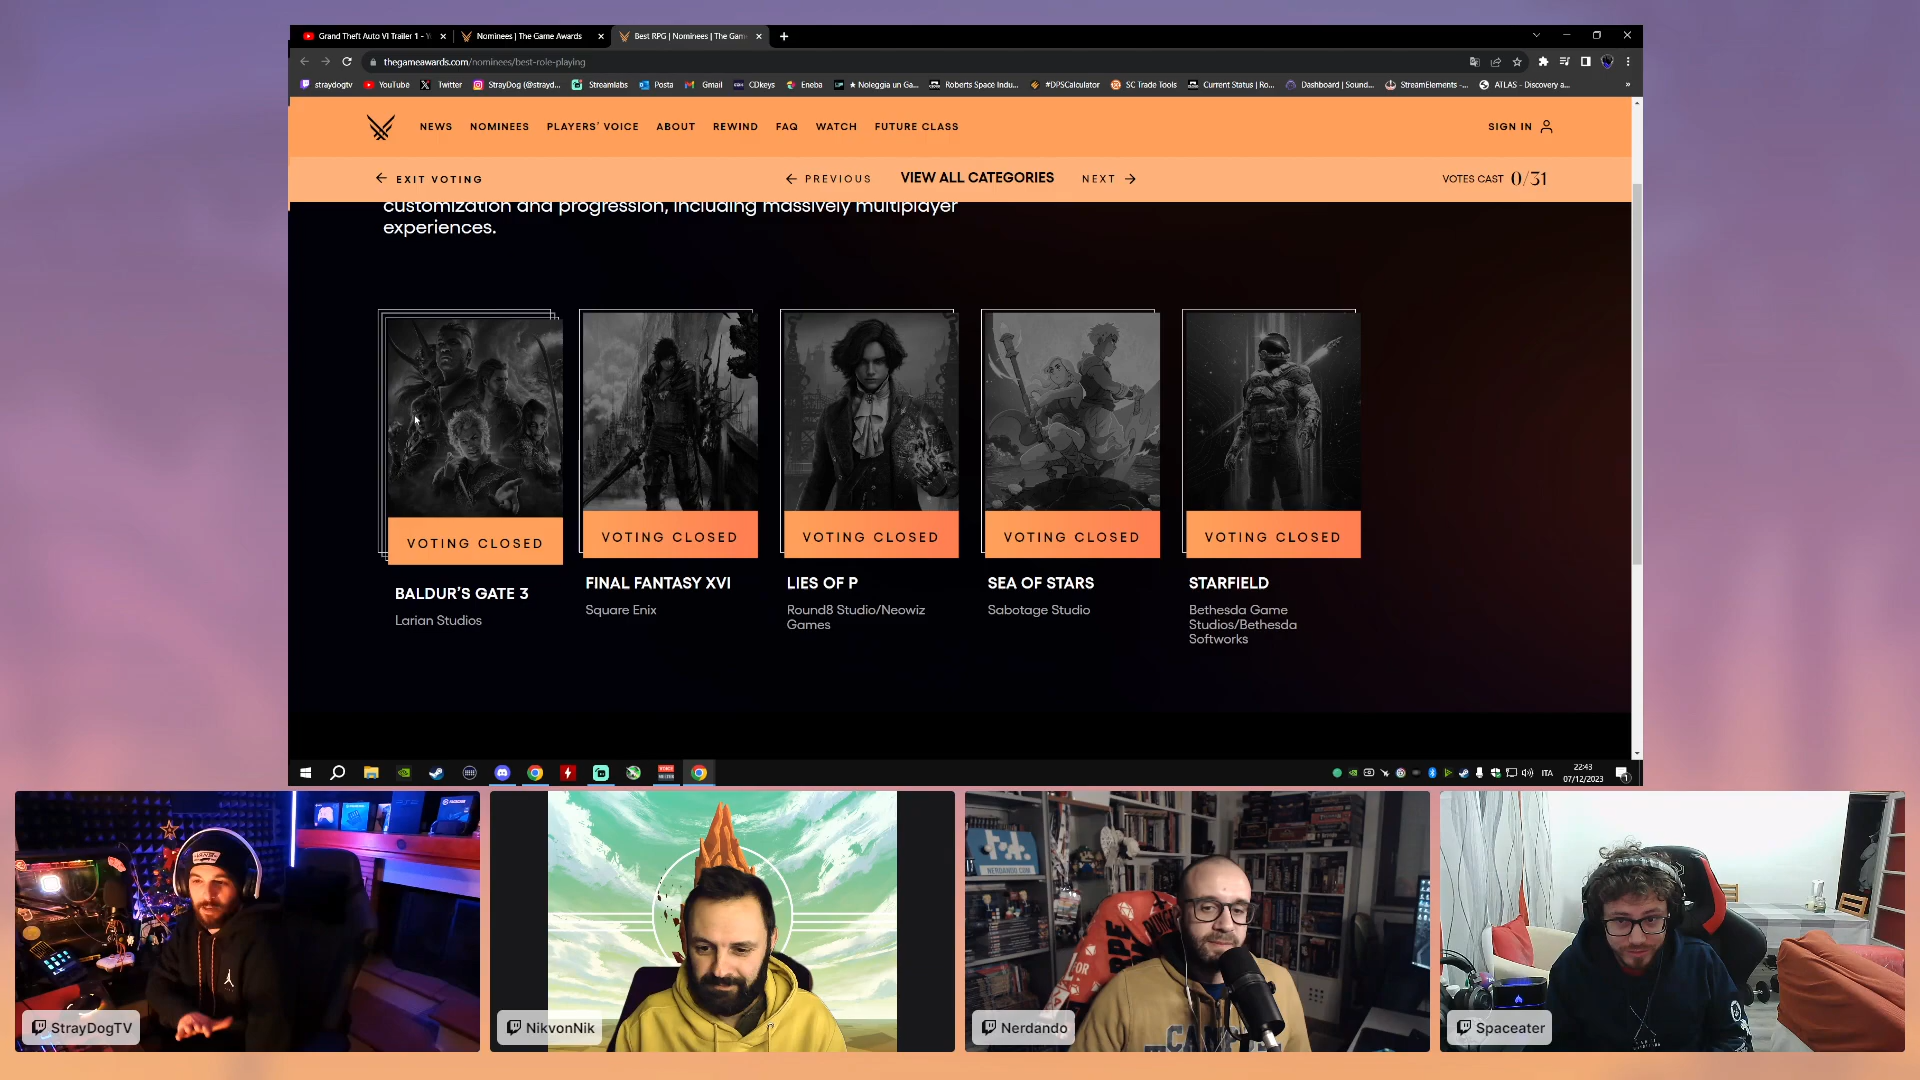 Grand Theft Auto VI Trailer 1 -
Nominees | The Game Awards
Best RPG | Nominees | The Gam
thegameawards.com/nominees/best-role-playing
straydogtv
YouTube
Twitter
StrayDog (@strayd...
Streamlabs
Posta
Gmail
CDkeys
Eneba
★ Noleggia un Ga...
Roberts Space Indu...
#DPSCalculator
SC Trade Tools
Current Status | Ro...
Dashboard | Sound...
StreamElements -...
ATLAS - Discovery a...
»
NEWS
NOMINEES
PLAYERS' VOICE
ABOUT
REWIND
FAQ
WATCH
FUTURE CLASS
SIGN IN
← EXIT VOTING
← PREVIOUS
VIEW ALL CATEGORIES
NEXT →
VOTES CAST 0/31
customization and progression, including massively multiplayer
experiences.
VOTING CLOSED
BALDUR'S GATE 3
Larian Studios
VOTING CLOSED
FINAL FANTASY XVI
Square Enix
VOTING CLOSED
LIES OF P
Round8 Studio/Neowiz
Games
VOTING CLOSED
SEA OF STARS
Sabotage Studio
VOTING CLOSED
STARFIELD
Bethesda Game
Studios/Bethesda
Softworks
ITA
22:43
07/12/2023
StrayDogTV
NikvonNik
NERDANDO.COM
Nerdando
Spaceater